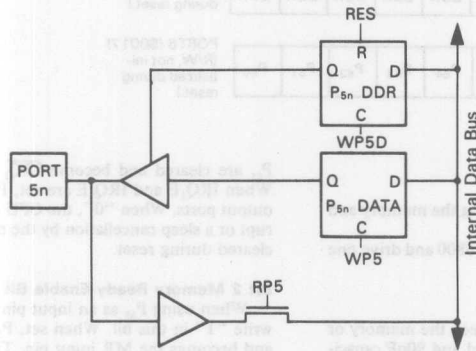 RES
R
Q D
P5n DDR
C
WP5D
PORT
5n
Q D
P5n DATA
C
WP5
RP5
Internal Data Bus